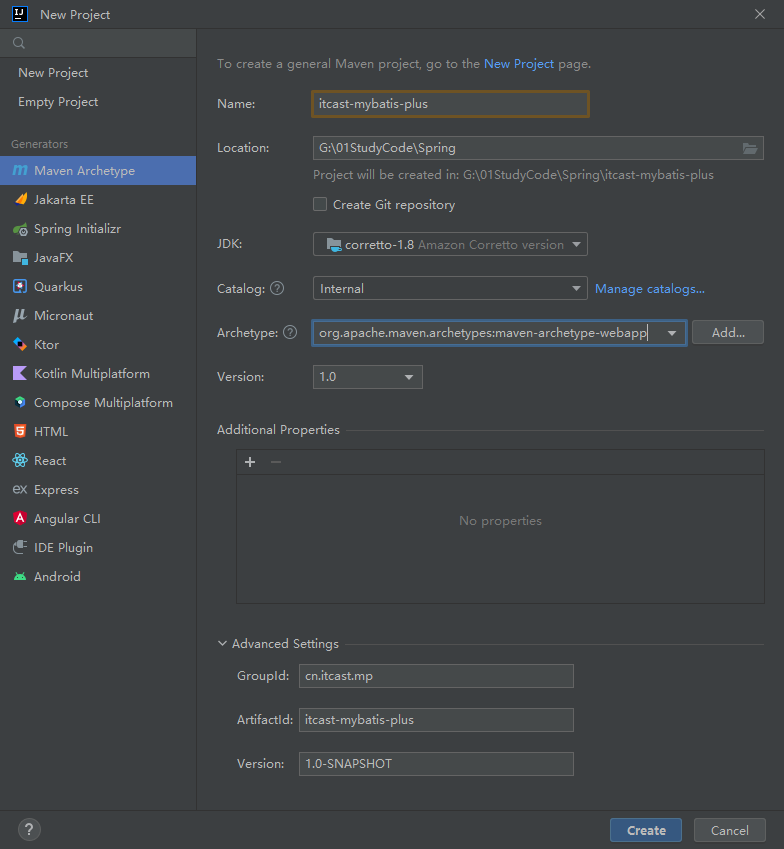 New Project
New Project
Empty Project
Generators
Maven Archetype
Jakarta EE
Spring Initializr
JavaFX
Quarkus
Micronaut
Ktor
Kotlin Multiplatform
Compose Multiplatform
HTML
React
Express
Angular CLI
IDE Plugin
Android
To create a general Maven project, go to the New Project page.
Name: itcast-mybatis-plus
Location: G:\01StudyCode\Spring
Project will be created in: G:\01StudyCode\Spring\itcast-mybatis-plus
Create Git repository
JDK: corretto-1.8 Amazon Corretto version
Catalog: ? Internal Manage catalogs...
Archetype: ? org.apache.maven.archetypes:maven-archetype-webapp Add...
Version: 1.0
Additional Properties
No properties
Advanced Settings
GroupId: cn.itcast.mp
ArtifactId: itcast-mybatis-plus
Version: 1.0-SNAPSHOT
? Create Cancel